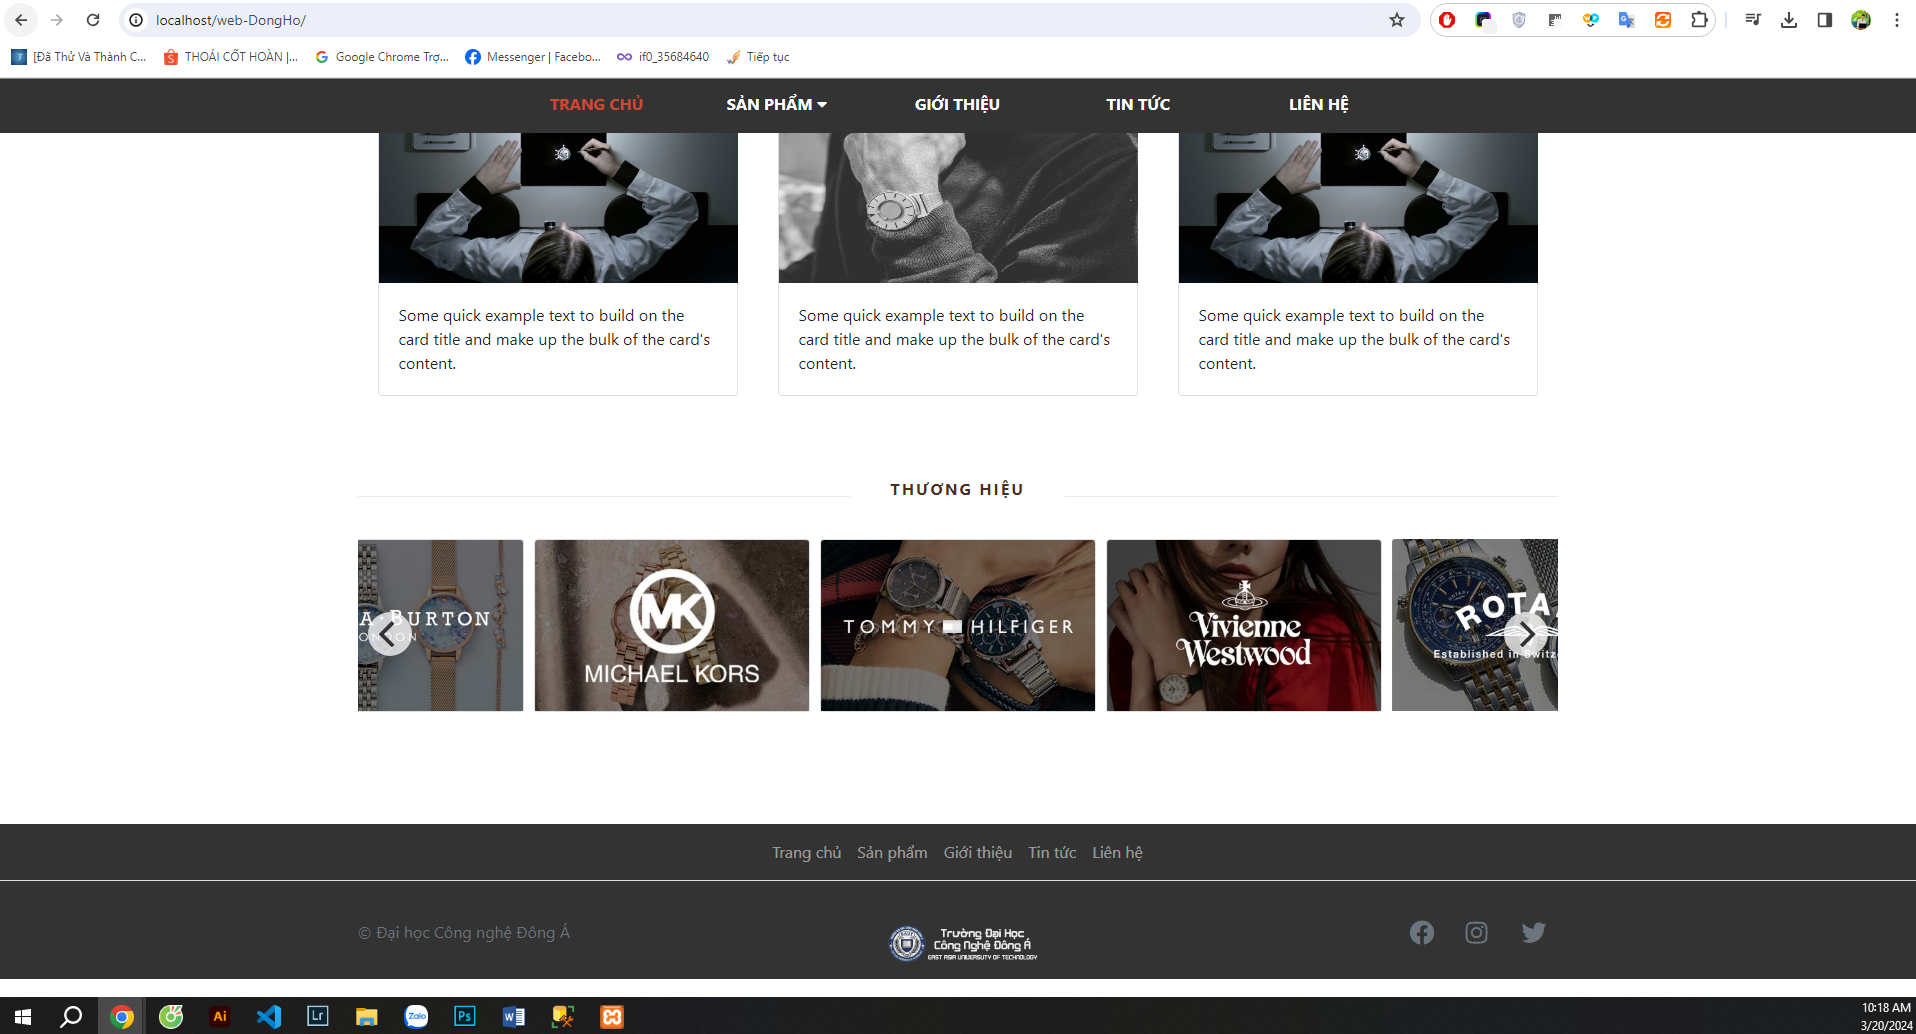 localhost/web-DongHo/
[Đã Thử Và Thành C...
THOÁI CỐT HOÀN |...
Google Chrome Trợ...
Messenger | Facebo...
if0_35684640
Tiếp tục
TRANG CHỦ
SẢN PHẨM
GIỚI THIỆU
TIN TỨC
LIÊN HỆ
Some quick example text to build on the
card title and make up the bulk of the card's
content.
Some quick example text to build on the
card title and make up the bulk of the card's
content.
Some quick example text to build on the
card title and make up the bulk of the card's
content.
THƯƠNG HIỆU
A·BURTON
ONDON
MK
MICHAEL KORS
TOMMY HILFIGER
Vivienne
Westwood
ROTA
Established in Switz
Trang chủ
Sản phẩm
Giới thiệu
Tin tức
Liên hệ
© Đại học Công nghệ Đông Á
Trường Đại Học
Công Nghệ Đông Á
EAST ASIA UNIVERSUTY OF TECHNOLOGY
Ai
Lr
Zalo
Ps
W
10:18 AM
3/20/2024